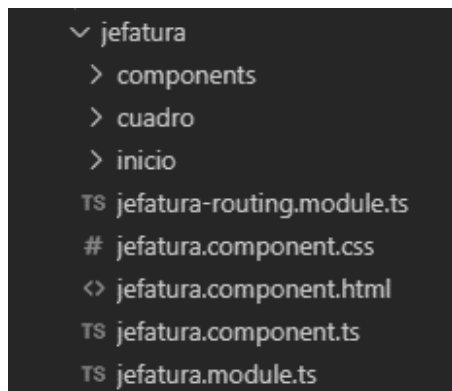 jefatura
components
cuadro
inicio
TS jefatura-routing.module.ts
# jefatura.component.css
<> jefatura.component.html
TS jefatura.component.ts
TS jefatura.module.ts